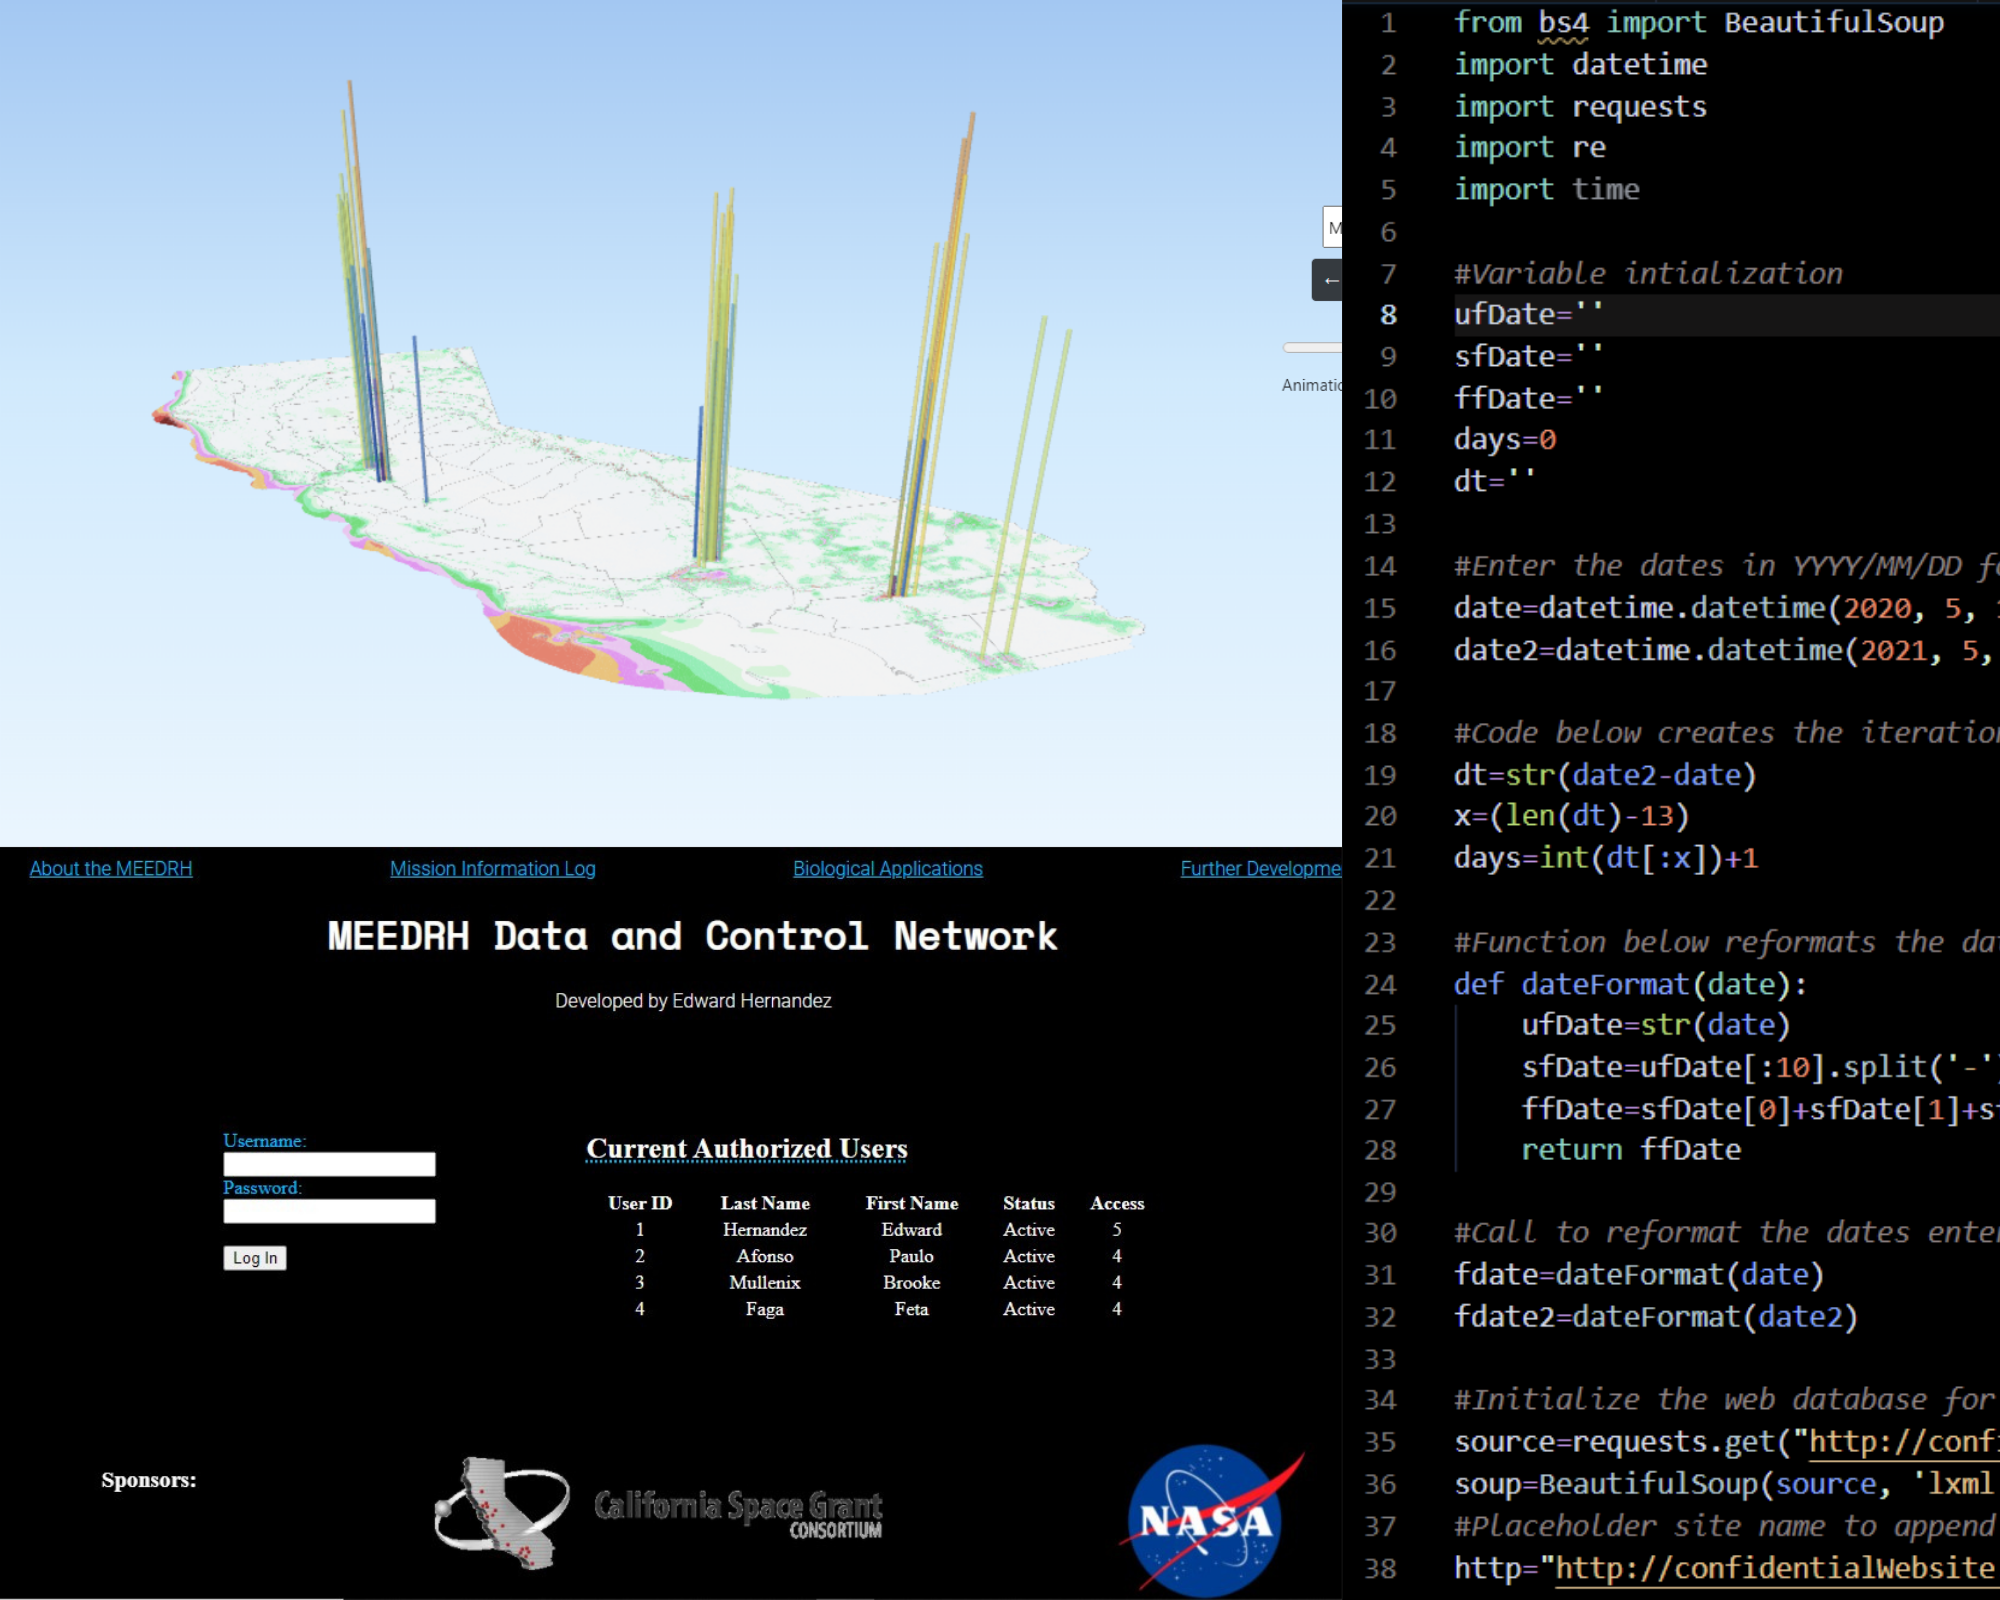 M
←
Animatic
About the MEEDRH
Mission Information Log
Biological Applications
Further Developme
MEEDRH Data and Control Network
Developed by Edward Hernandez
Username:
Password:
Log In
Current Authorized Users
User ID Last Name First Name Status Access
1 Hernandez Edward Active 5
2 Afonso Paulo Active 4
3 Mullenix Brooke Active 4
4 Faga Feta Active 4
Sponsors:
California Space Grant
CONSORTIUM
NASA
1 from bs4 import BeautifulSoup
2 import datetime
3 import requests
4 import re
5 import time
6
7 #Variable intialization
8 ufDate=''
9 sfDate=''
10 ffDate=''
11 days=0
12 dt=''
13
14 #Enter the dates in YYYY/MM/DD fo
15 date=datetime.datetime(2020, 5,
16 date2=datetime.datetime(2021, 5,
17
18 #Code below creates the iteration
19 dt=str(date2-date)
20 x=(len(dt)-13)
21 days=int(dt[:x])+1
22
23 #Function below reformats the dat
24 def dateFormat(date):
25 ufDate=str(date)
26 sfDate=ufDate[:10].split('-')
27 ffDate=sfDate[0]+sfDate[1]+sf
28 return ffDate
29
30 #Call to reformat the dates enter
31 fdate=dateFormat(date)
32 fdate2=dateFormat(date2)
33
34 #Initialize the web database for
35 source=requests.get("http://confi
36 soup=BeautifulSoup(source, 'lxml
37 #Placeholder site name to append
38 http="http://confidentialWebsite